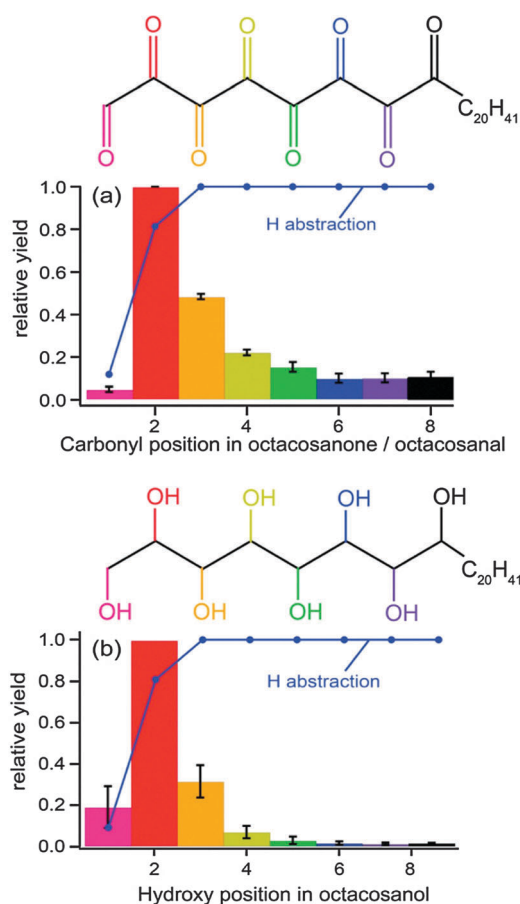 O O O O
C20H41
O O O O
(a)
H abstraction
relative yield
1.0
0.8
0.6
0.4
0.2
0.0
2 4 6 8
Carbonyl position in octacosanone / octacosanal
OH OH OH OH
C20H41
OH OH OH OH
(b)
H abstraction
relative yield
1.0
0.8
0.6
0.4
0.2
0.0
2 4 6 8
Hydroxy position in octacosanol